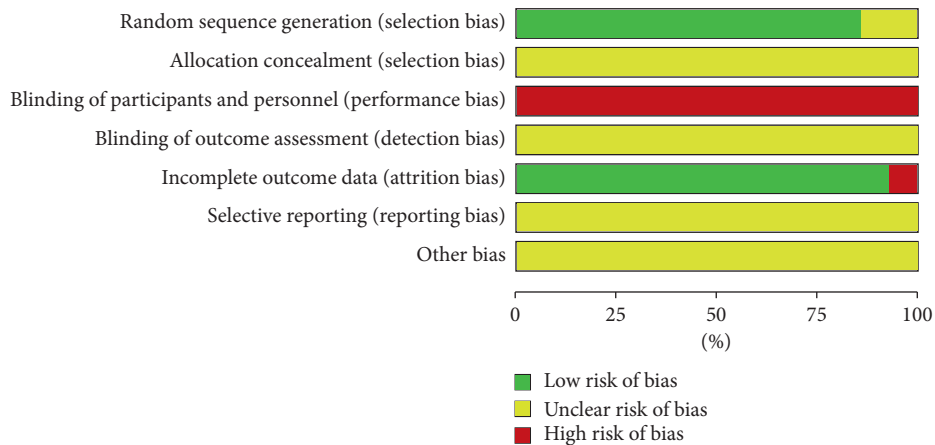 Random sequence generation (selection bias)
Allocation concealment (selection bias)
Blinding of participants and personnel (performance bias)
Blinding of outcome assessment (detection bias)
Incomplete outcome data (attrition bias)
Selective reporting (reporting bias)
Other bias
0 25 50 75 100
(%)
Low risk of bias
Unclear risk of bias
High risk of bias